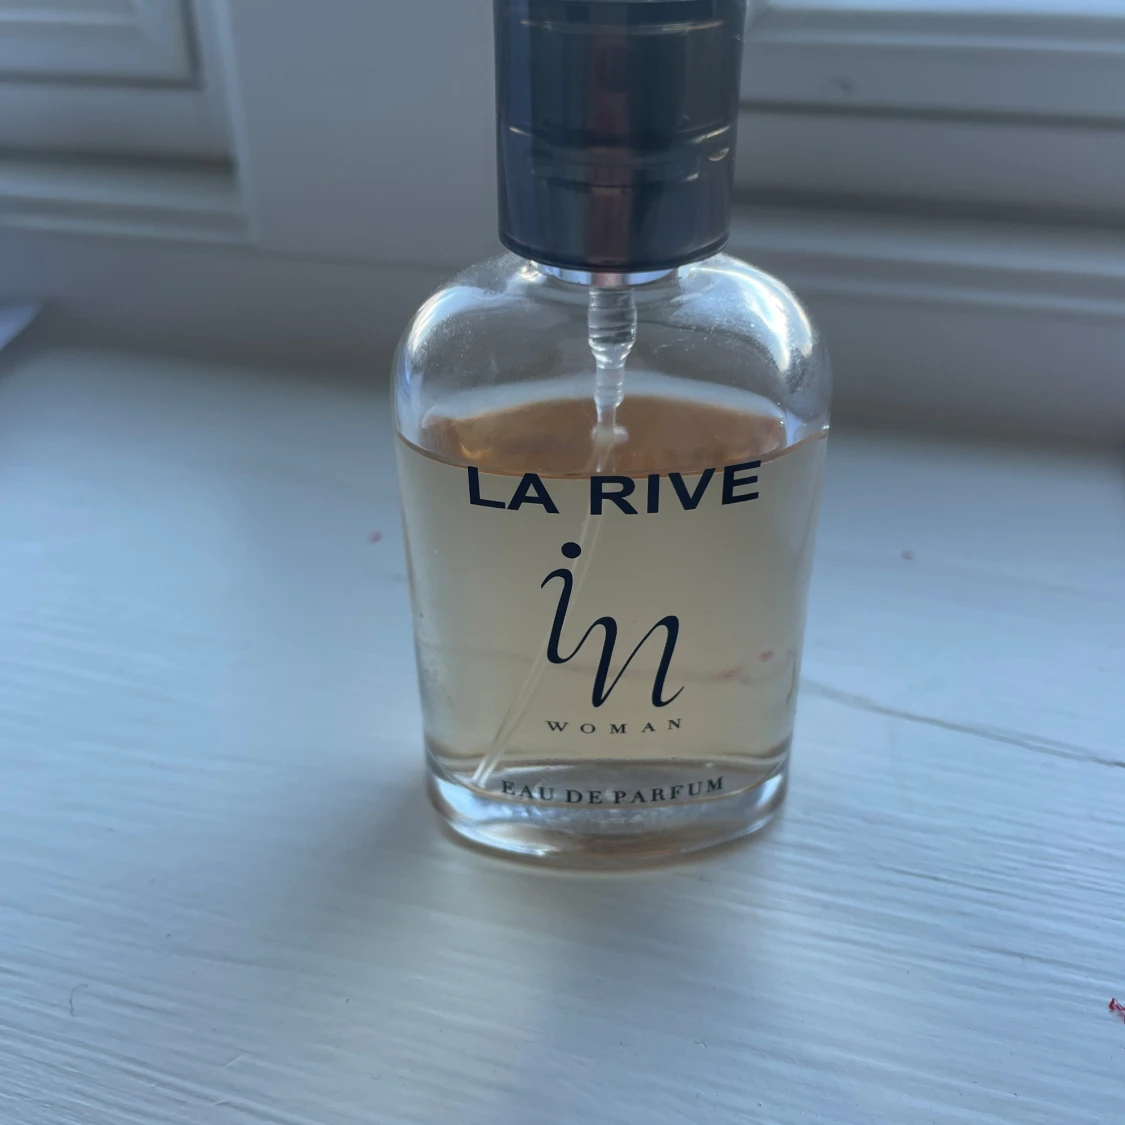 LA RIVE
in
WOMAN
EAU DE PARFUM